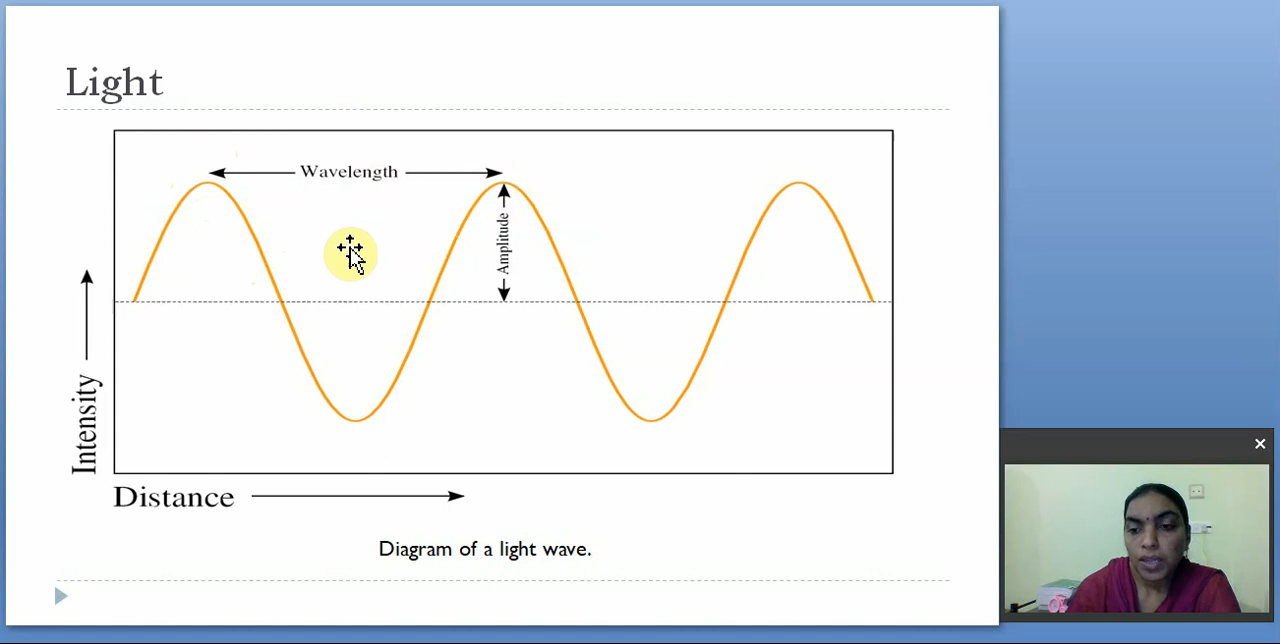 Light
Wavelength
Amplitude
Intensity
Distance
Diagram of a light wave.